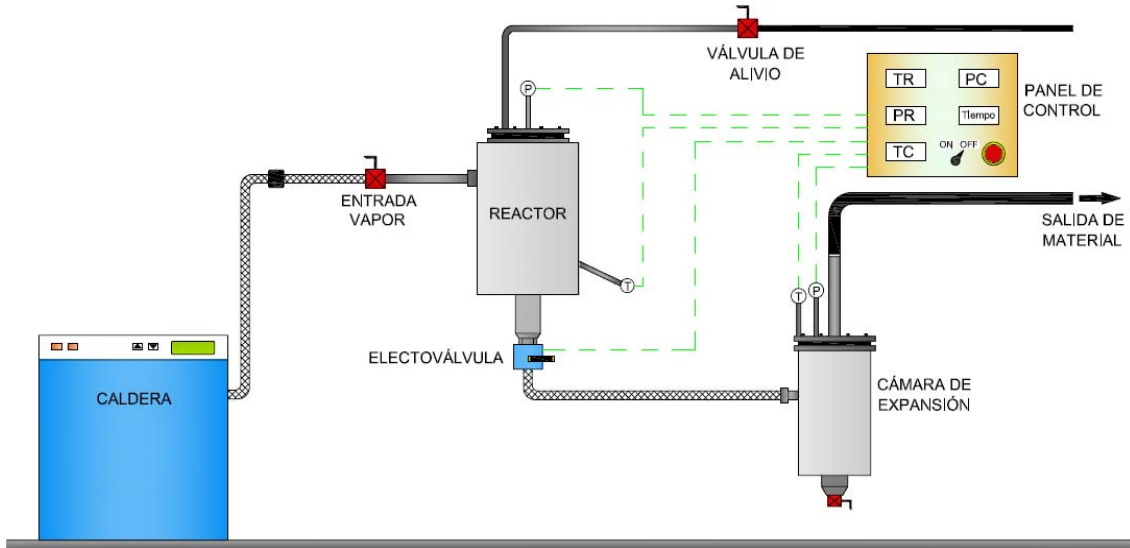 VÁLVULA DE
ALIVIO
P
TR
PC
PR
Tiempo
TC
ON OFF
PANEL DE
CONTROL
ENTRADA
VAPOR
REACTOR
T
SALIDA DE
MATERIAL
T
P
ELECTOVÁLVULA
CALDERA
CÁMARA DE
EXPANSIÓN